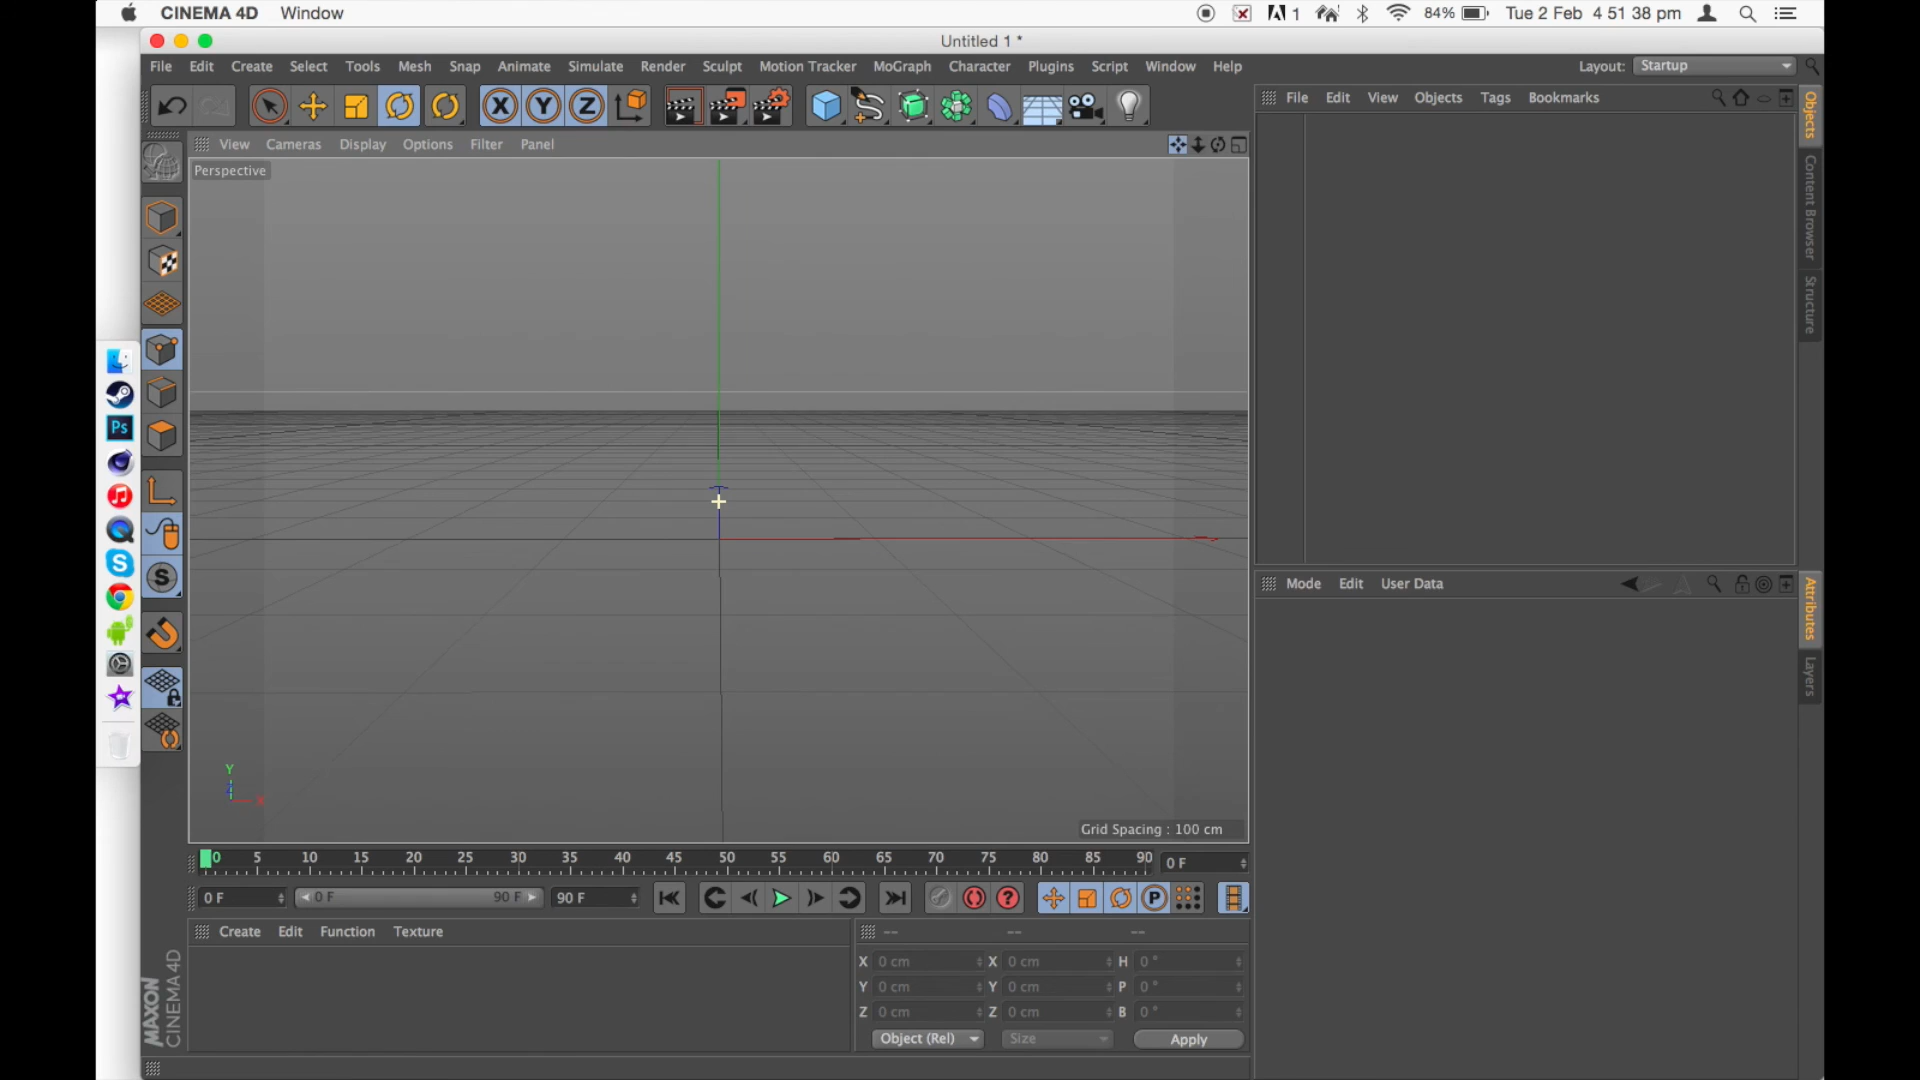 CINEMA 4D Window 1 84% Tue 2 Feb 4 51 38 pm
Untitled 1 *
File Edit Create Select Tools Mesh Snap Animate Simulate Render Sculpt Motion Tracker MoGraph Character Plugins Script Window Help Layout: Startup
X Y Z
File Edit View Objects Tags Bookmarks
Objects
Content Browser
Structure
View Cameras Display Options Filter Panel
Perspective
Ps
S
S
Y
Z
X
Grid Spacing : 100 cm
Mode Edit User Data
Attributes
Layers
0 5 10 15 20 25 30 35 40 45 50 55 60 65 70 75 80 85 90 0 F
0 F 0 F 90 F 90 F ? P
Create Edit Function Texture
-- -- --
X 0 cm X 0 cm H 0 °
Y 0 cm Y 0 cm P 0 °
Z 0 cm Z 0 cm B 0 °
Object (Rel) Size Apply
MAXON
CINEMA 4D